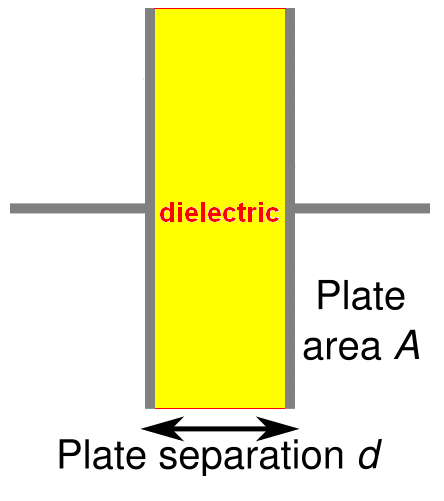 dielectric
Plate
area A
Plate separation d